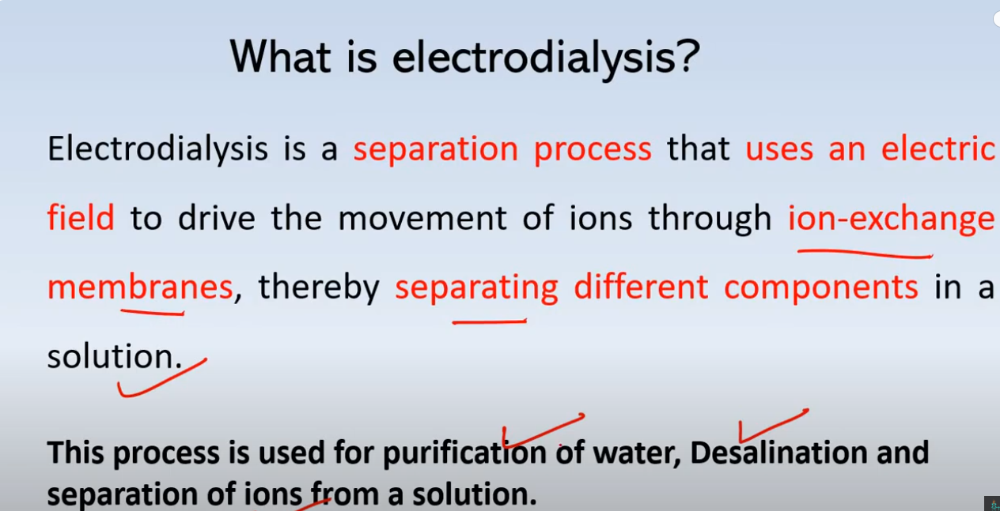 What is electrodialysis?
Electrodialysis is a separation process that uses an electric
field to drive the movement of ions through ion-exchange
membranes, thereby separating different components in a
solution.
This process is used for purification of water, Desalination and
separation of ions from a solution.